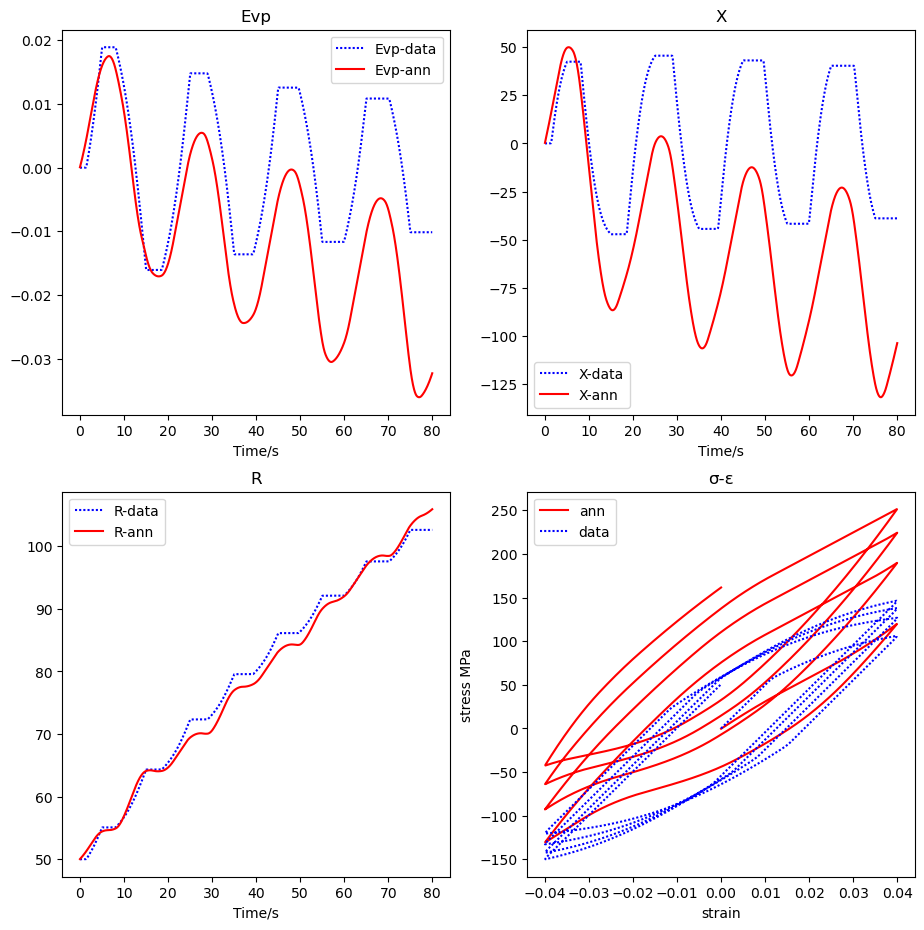 Evp
0.02
0.01
0.00
−0.01
−0.02
−0.03
Evp-data
Evp-ann
0 10 20 30 40 50 60 70 80
Time/s
X
50
25
0
−25
−50
−75
−100
−125
X-data
X-ann
0 10 20 30 40 50 60 70 80
Time/s
R
100
90
80
70
60
50
R-data
R-ann
0 10 20 30 40 50 60 70 80
Time/s
σ-ε
stress MPa
250
200
150
100
50
0
−50
−100
−150
ann
data
−0.04 −0.03 −0.02 −0.01 0.00 0.01 0.02 0.03 0.04
strain